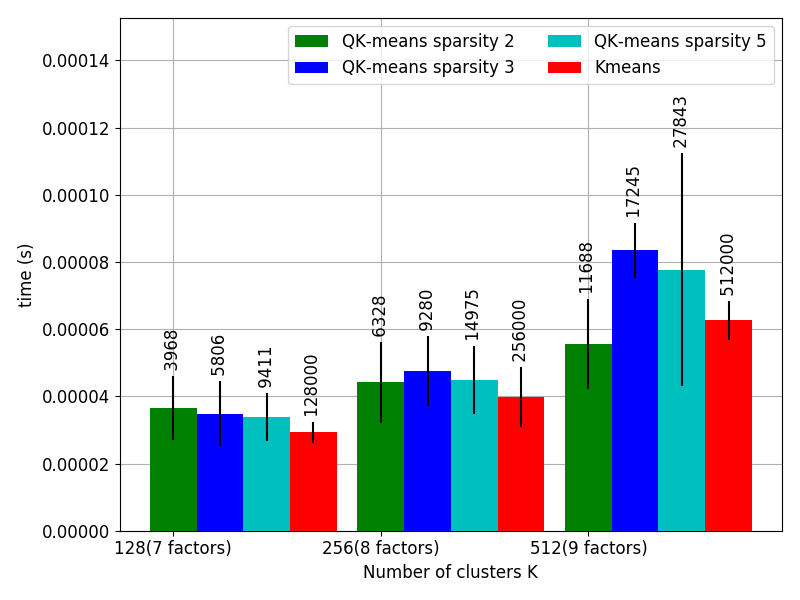 QK-means sparsity 2
QK-means sparsity 3
QK-means sparsity 5
Kmeans
0.00014
0.00012
0.00010
0.00008
0.00006
0.00004
0.00002
0.00000
time (s)
3968
5806
9411
128000
6328
9280
14975
256000
11688
17245
27843
512000
128(7 factors)
256(8 factors)
512(9 factors)
Number of clusters K